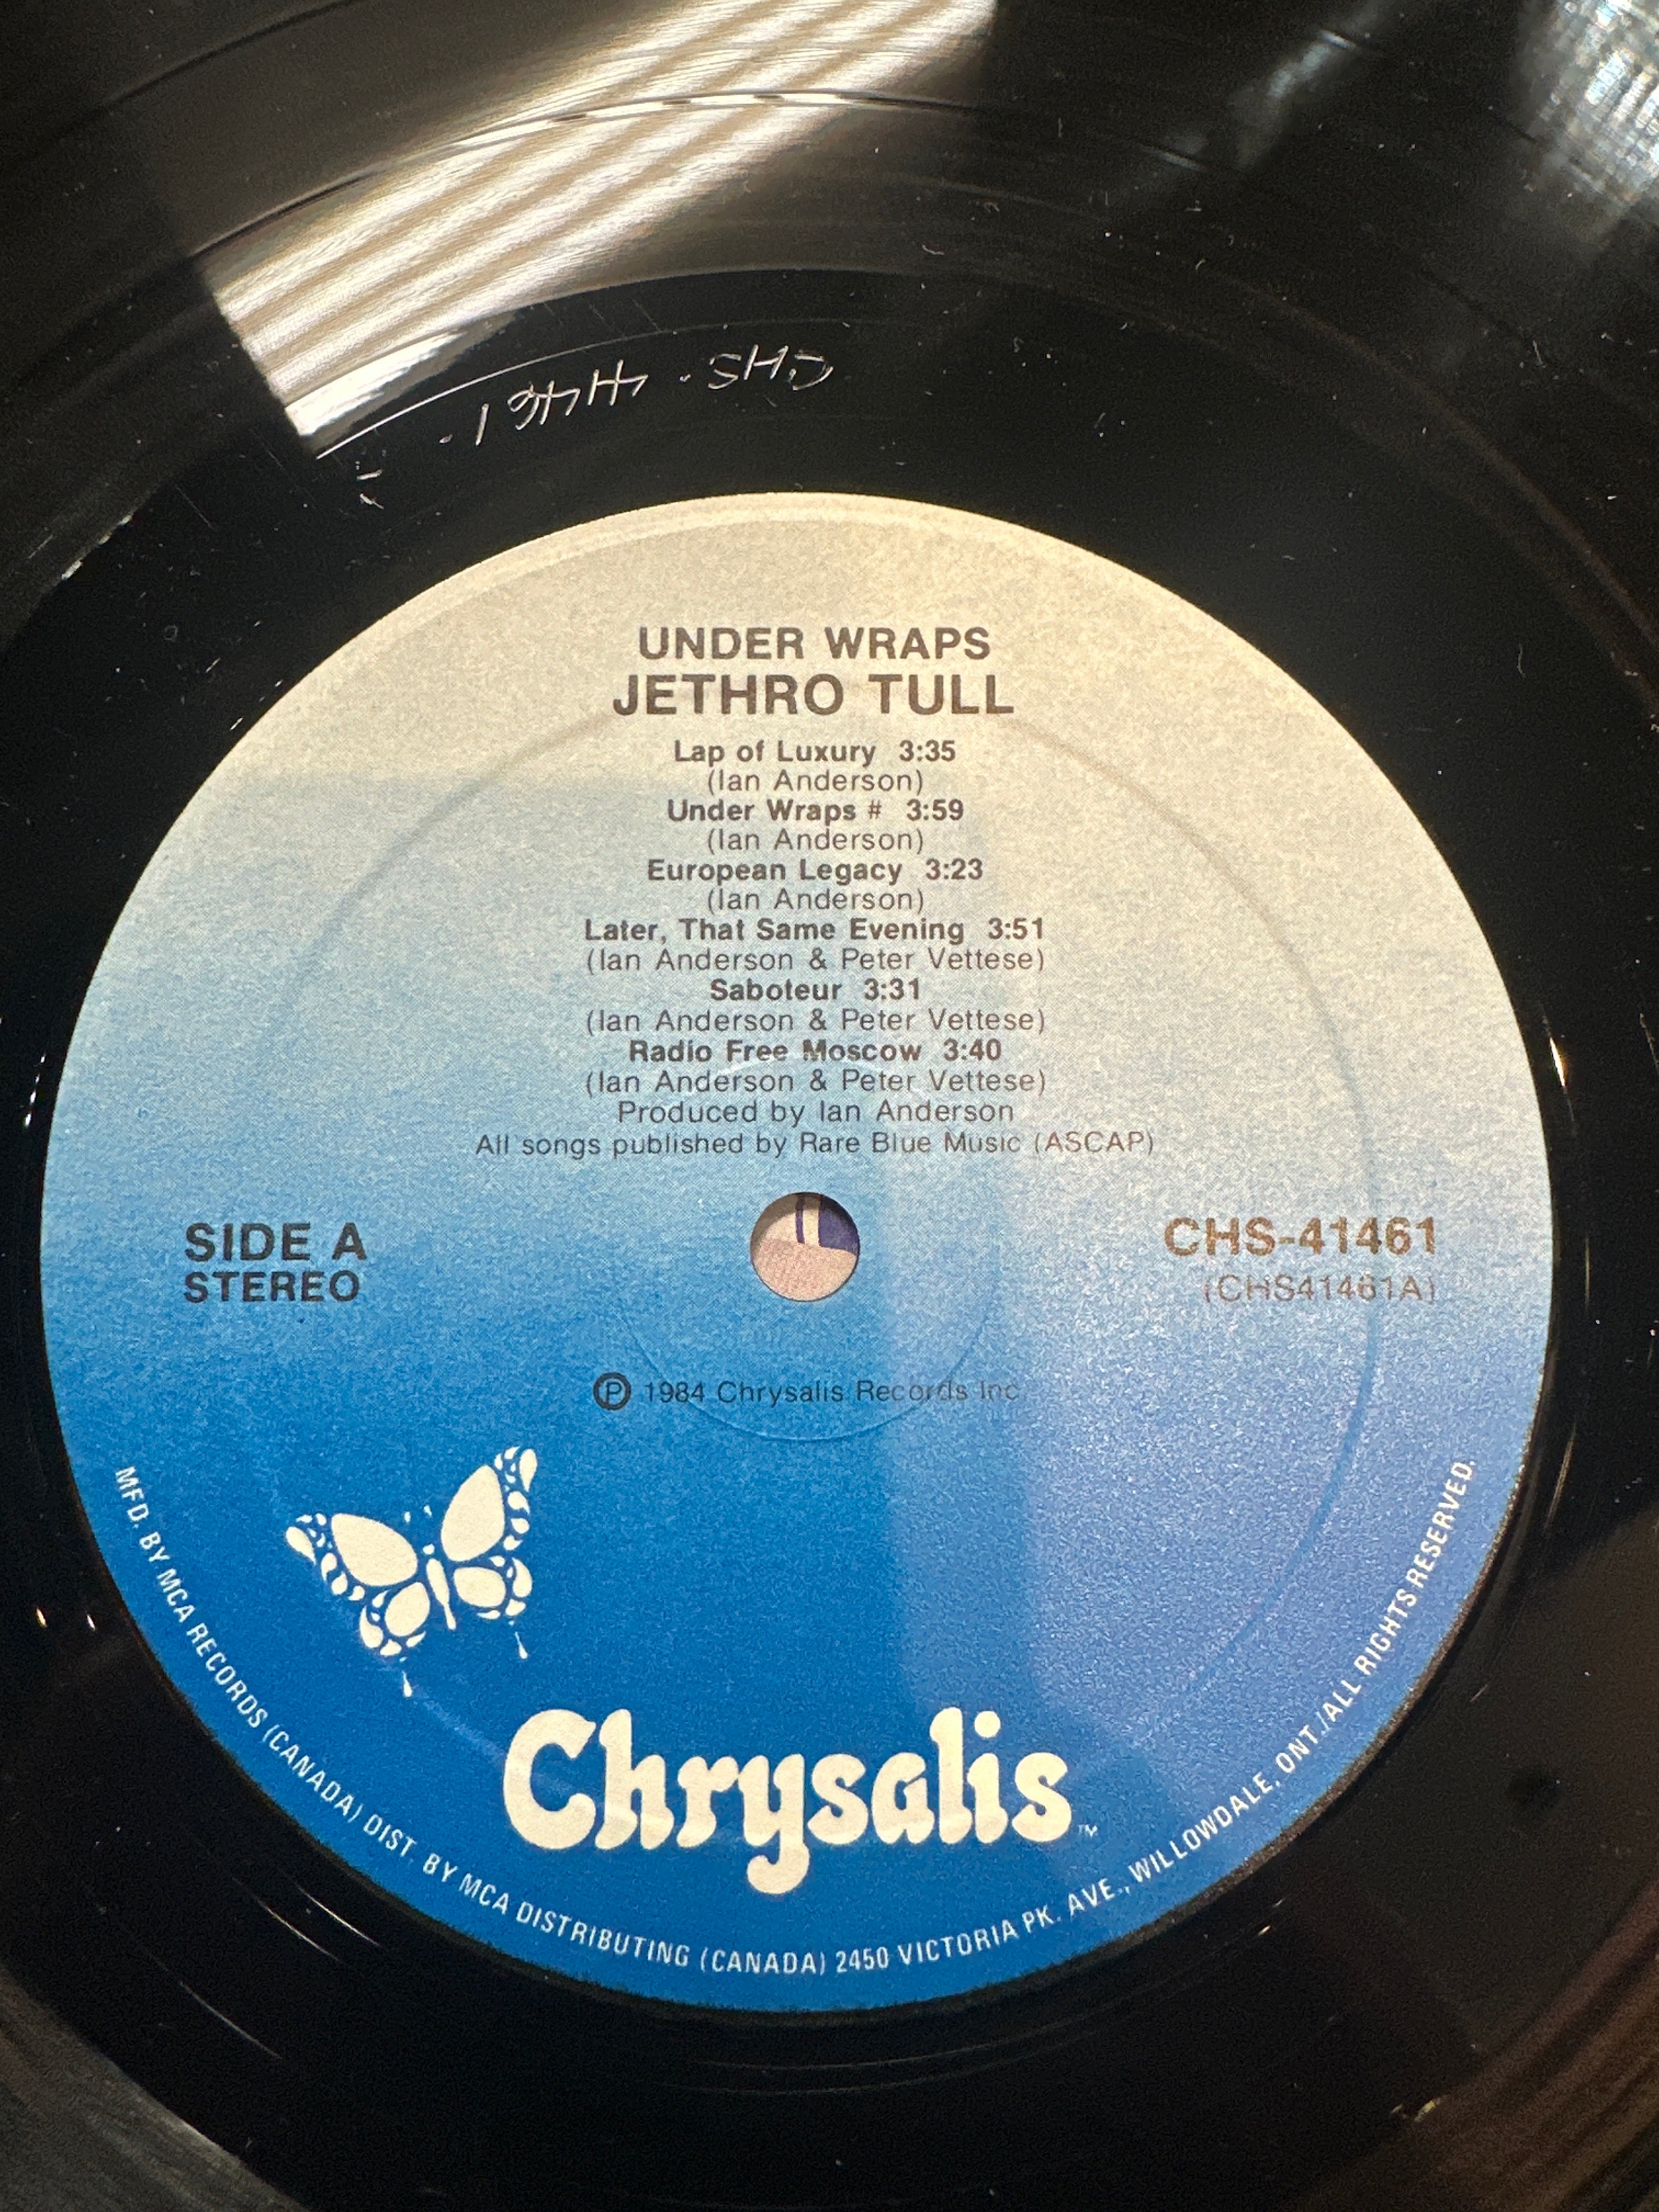 CHS-41461-
UNDER WRAPS
JETHRO TULL
Lap of Luxury 3:35
(Ian Anderson)
Under Wraps # 3:59
(Ian Anderson)
European Legacy 3:23
(Ian Anderson)
Later, That Same Evening 3:51
(Ian Anderson & Peter Vettese)
Saboteur 3:31
(Ian Anderson & Peter Vettese)
Radio Free Moscow 3:40
(Ian Anderson & Peter Vettese)
Produced by Ian Anderson
All songs published by Rare Blue Music (ASCAP)
SIDE A
STEREO
CHS-41461
(CHS41461A)
Ⓟ 1984 Chrysalis Records Inc
Chrysalis™
MFD. BY MCA RECORDS (CANADA) DIST. BY MCA DISTRIBUTING (CANADA) 2450 VICTORIA PK. AVE., WILLOWDALE, ONT./ALL RIGHTS RESERVED.